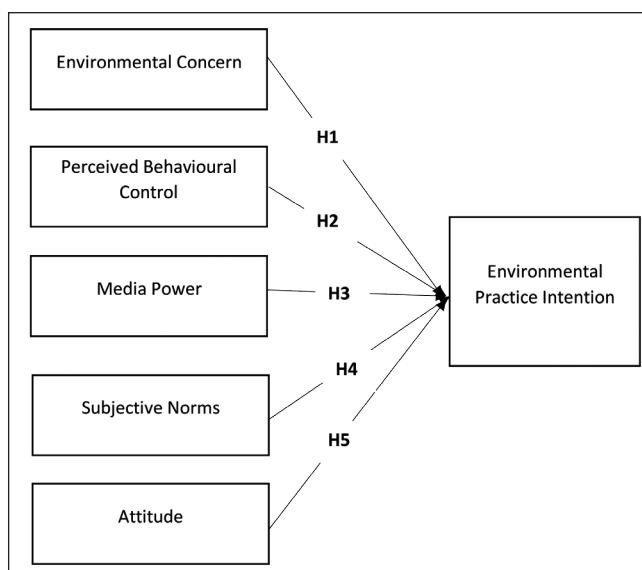 Environmental Concern
H1
Perceived Behavioural
Control
H2
Media Power
H3
Environmental
Practice Intention
Subjective Norms
H4
H5
Attitude